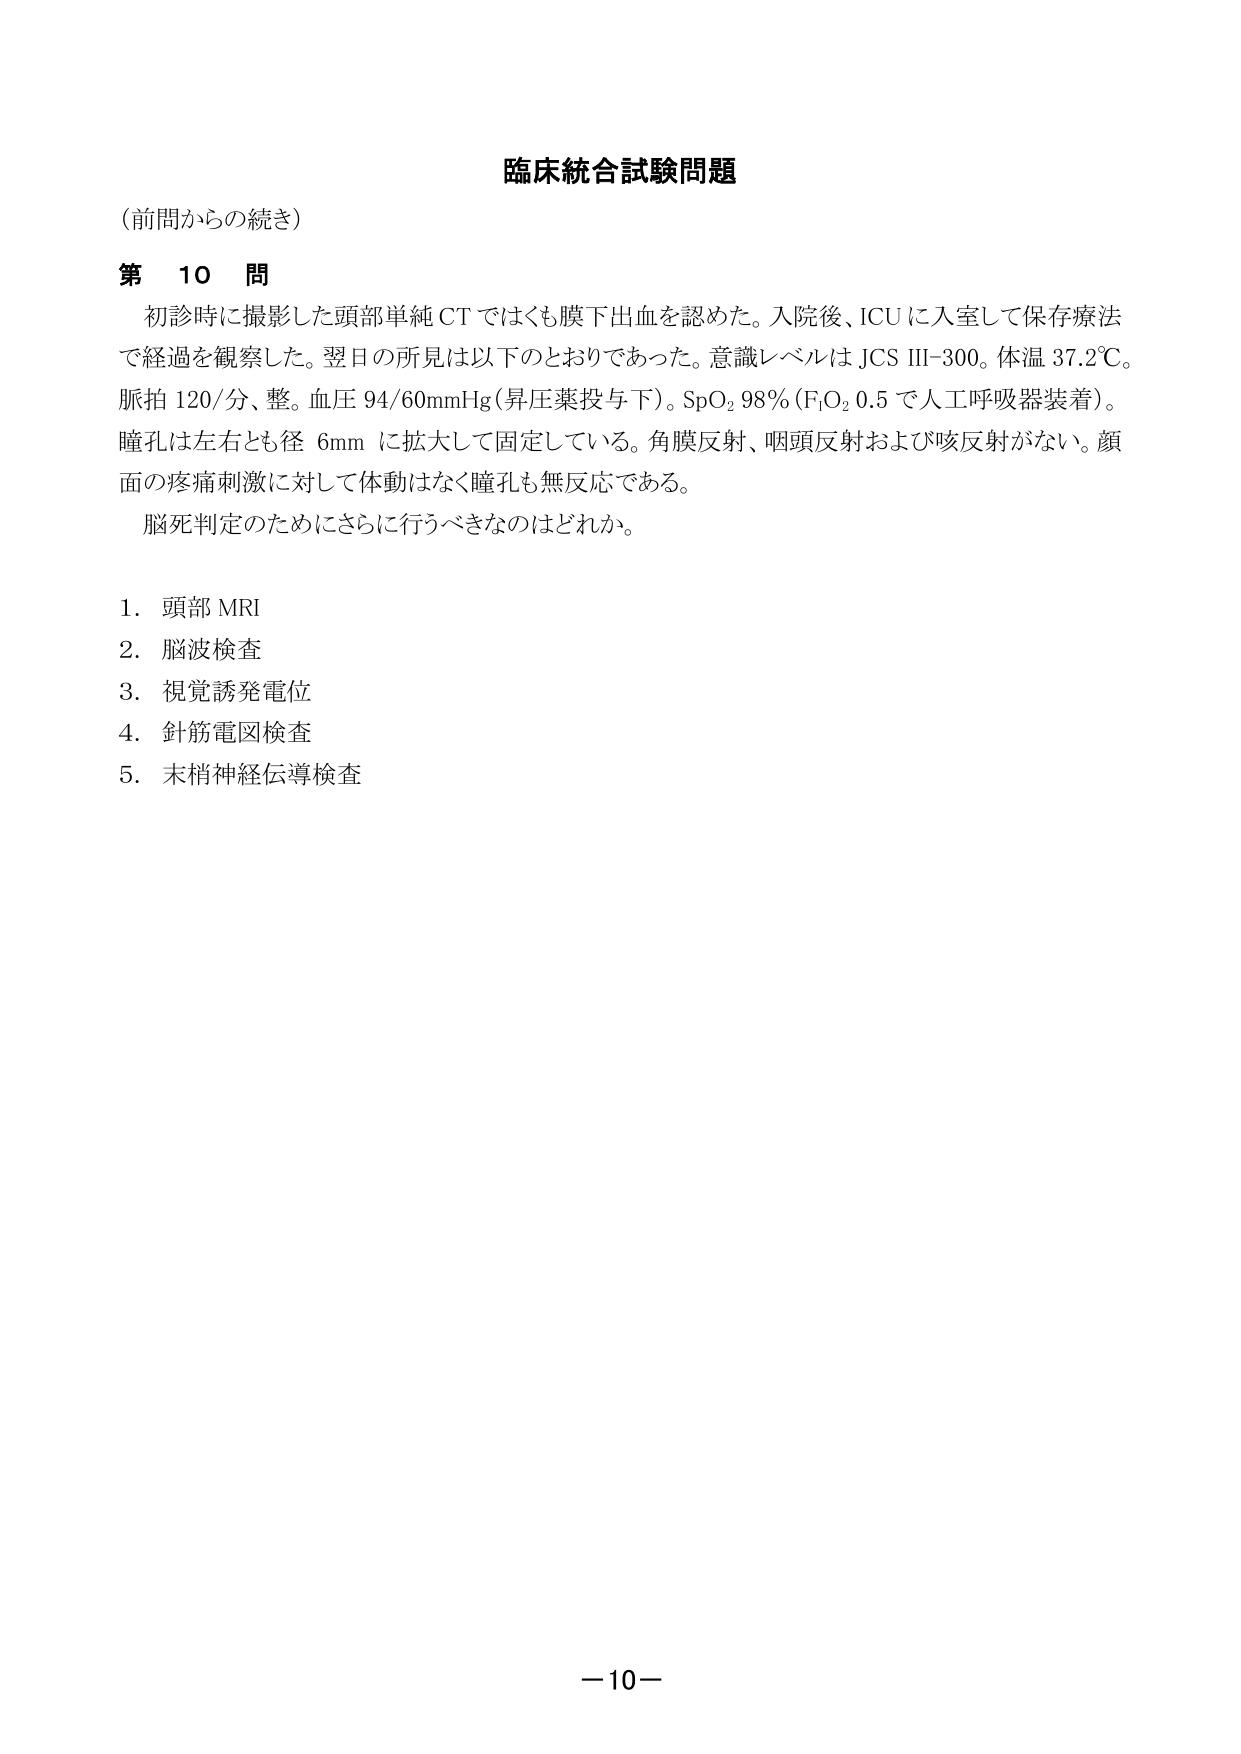 臨床統合試験問題
（前問からの続き）
第 10 問
初診時に撮影した頭部単純 CT ではくも膜下出血を認めた。入院後、ICU に入室して保存療法
で経過を観察した。翌日の所見は以下のとおりであった。意識レベルは JCS III-300。体温 37.2℃。
脈拍 120/分、整。血圧 94/60mmHg（昇圧薬投与下）。SpO₂ 98％（FIO₂ 0.5 で人工呼吸器装着）。
瞳孔は左右とも径 6mm に拡大して固定している。角膜反射、咽頭反射および咳反射がない。顔
面の疼痛刺激に対して体動はなく瞳孔も無反応である。
脳死判定のためにさらに行うべきなのはどれか。
1. 頭部 MRI
2. 脳波検査
3. 視覚誘発電位
4. 針筋電図検査
5. 末梢神経伝導検査
－10－